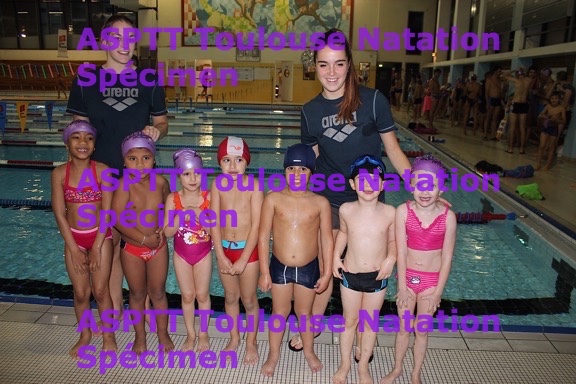 ASPTT Toulouse Natation
Spécimen
arena
arena
ASPTT Toulouse Natation
Spécimen
ASPTT Toulouse Natation
Spécimen